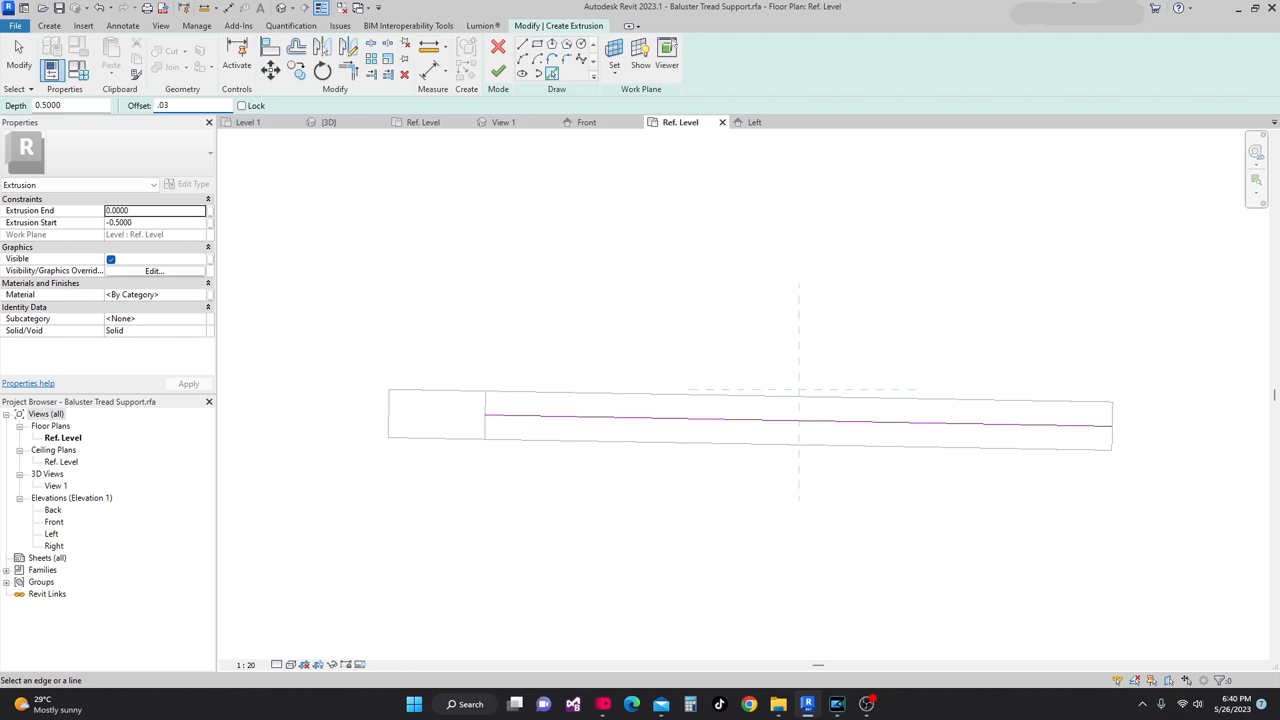 Autodesk Revit 2023.1 - Baluster Tread Support.rfa - Floor Plan: Ref. Level
File Create Insert Annotate View Manage Add-Ins Quantification Issues BIM Interoperable Tools Lumion® Modify | Create Extrusion
Modify
Cut
Join
Paste
Activate
Measure
Create
Set Show Viewer
Select Properties Clipboard Geometry Controls Modify Measure Create Mode Draw Work Plane
Depth 0.5000 Offset: .03 Lock
Properties
Level 1 {3D} Ref. Level View 1 Front Ref. Level Left
R
Extrusion Edit Type
Constraints
Extrusion End 0.0000
Extrusion Start -0.5000
Work Plane Level : Ref. Level
Graphics
Visible
Visibility/Graphics Overrid... Edit...
Materials and Finishes
Material <By Category>
Identity Data
Subcategory <None>
Solid/Void Solid
Properties help Apply
Project Browser - Baluster Tread Support.rfa
Views (all)
Floor Plans
Ref. Level
Ceiling Plans
Ref. Level
3D Views
View 1
Elevations (Elevation 1)
Back
Front
Left
Right
Sheets (all)
Families
Groups
Revit Links
1 : 20
Select an edge or a line :0
29°C
Mostly sunny
Search
6:40 PM
5/26/2023